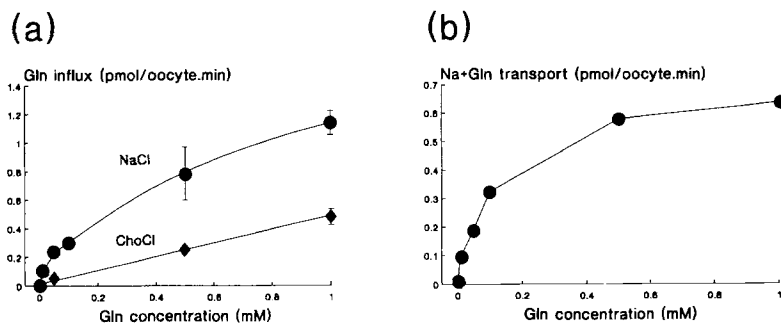 (a)
Gln influx (pmol/oocyte.min)
1.4
1.2
1
0.8
0.6
0.4
0.2
0
NaCl
ChoCl
0 0.2 0.4 0.6 0.8 1
Gln concentration (mM)
(b)
Na+Gln transport (pmol/oocyte.min)
0.7
0.6
0.5
0.4
0.3
0.2
0.1
0
0 0.2 0.4 0.6 0.8 1
Gln concentration (mM)